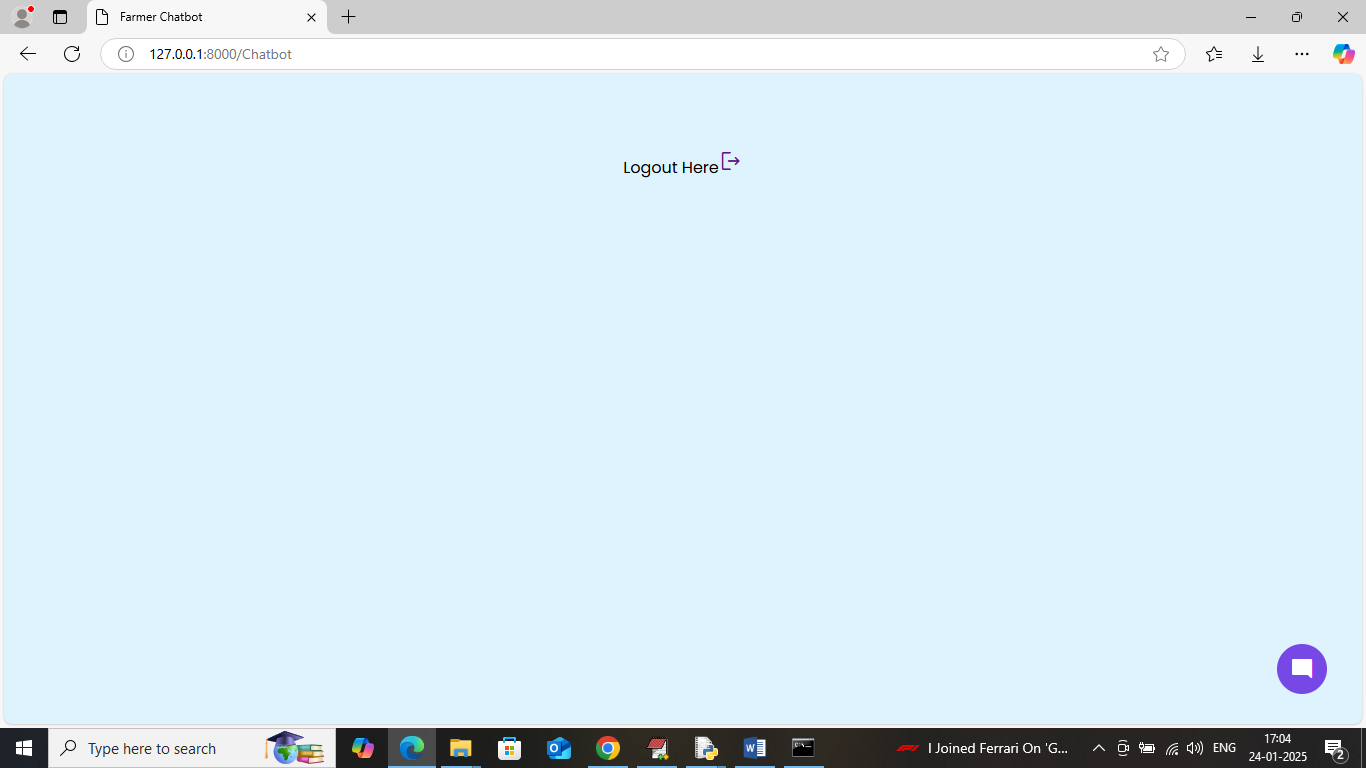 Farmer Chatbot
127.0.0.1:8000/Chatbot
Logout Here
Type here to search
I Joined Ferrari On 'G...
ENG
17:04
24-01-2025
2